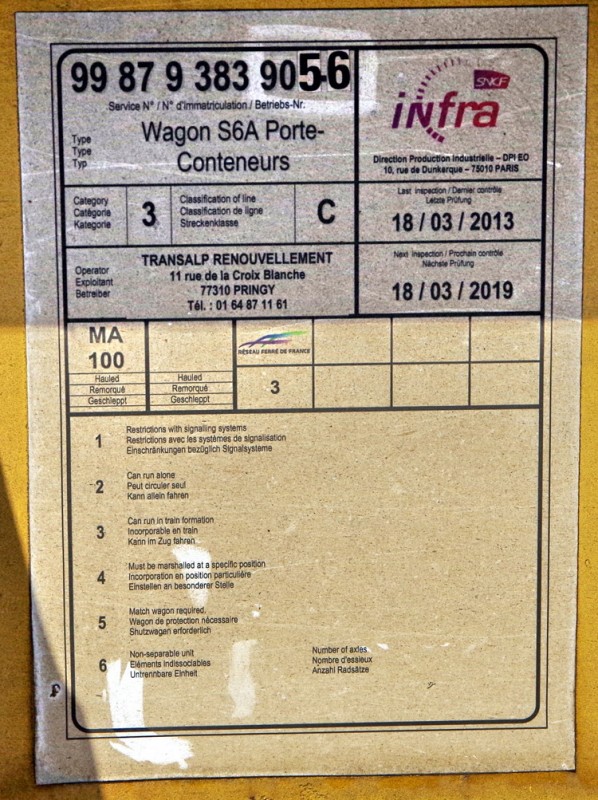 99 87 9 383 9056
Service N° / N° d'immatriculation / Betriebs-Nr.
Type
Type
Typ
Wagon S6A Porte-
Conteneurs
SNCF
iNfra
Direction Production Industrielle – DPI EO
10, rue de Dunkerque – 75010 PARIS
Category
Catégorie
Kategorie
3
Classification of line
Classification de ligne
Streckenklasse
C
Last inspection / Dernier contrôle
Letzte Prüfung
18 / 03 / 2013
Operator
Exploitant
Betreiber
TRANSALP RENOUVELLEMENT
11 rue de la Croix Blanche
77310 PRINGY
Tél. : 01 64 87 11 61
Next inspection / Prochain contrôle
Nächste Prüfung
18 / 03 / 2019
MA
100
Hauled
Remorqué
Geschleppt
Hauled
Remorqué
Geschleppt
RÉSEAU FERRÉ DE FRANCE
3
1
Restrictions with signalling systems
Restrictions avec les systèmes de signalisation
Einschränkungen bezüglich Signalsysteme
2
Can run alone
Peut circuler seul
Kann allein fahren
3
Can run in train formation
Incorporable en train
Kann im Zug fahren
4
Must be marshalled at a specific position
Incorporation en position particulière
Einstellen an besonderer Stelle
5
Match wagon required.
Wagon de protection nécessaire
Shutzwagen erforderlich
6
Non-separable unit
Eléments indissociables
Untrennbare Einheit
Number of axles
Nombre d'essieux
Anzahl Radsätze